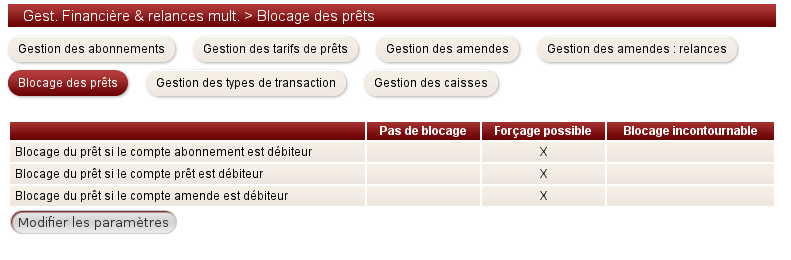 Gest. Financière & relances mult. > Blocage des prêts
Gestion des abonnements Gestion des tarifs de prêts Gestion des amendes Gestion des amendes : relances
Blocage des prêts Gestion des types de transaction Gestion des caisses
Pas de blocage Forçage possible Blocage incontournable
Blocage du prêt si le compte abonnement est débiteur X
Blocage du prêt si le compte prêt est débiteur X
Blocage du prêt si le compte amende est débiteur X
Modifier les paramètres